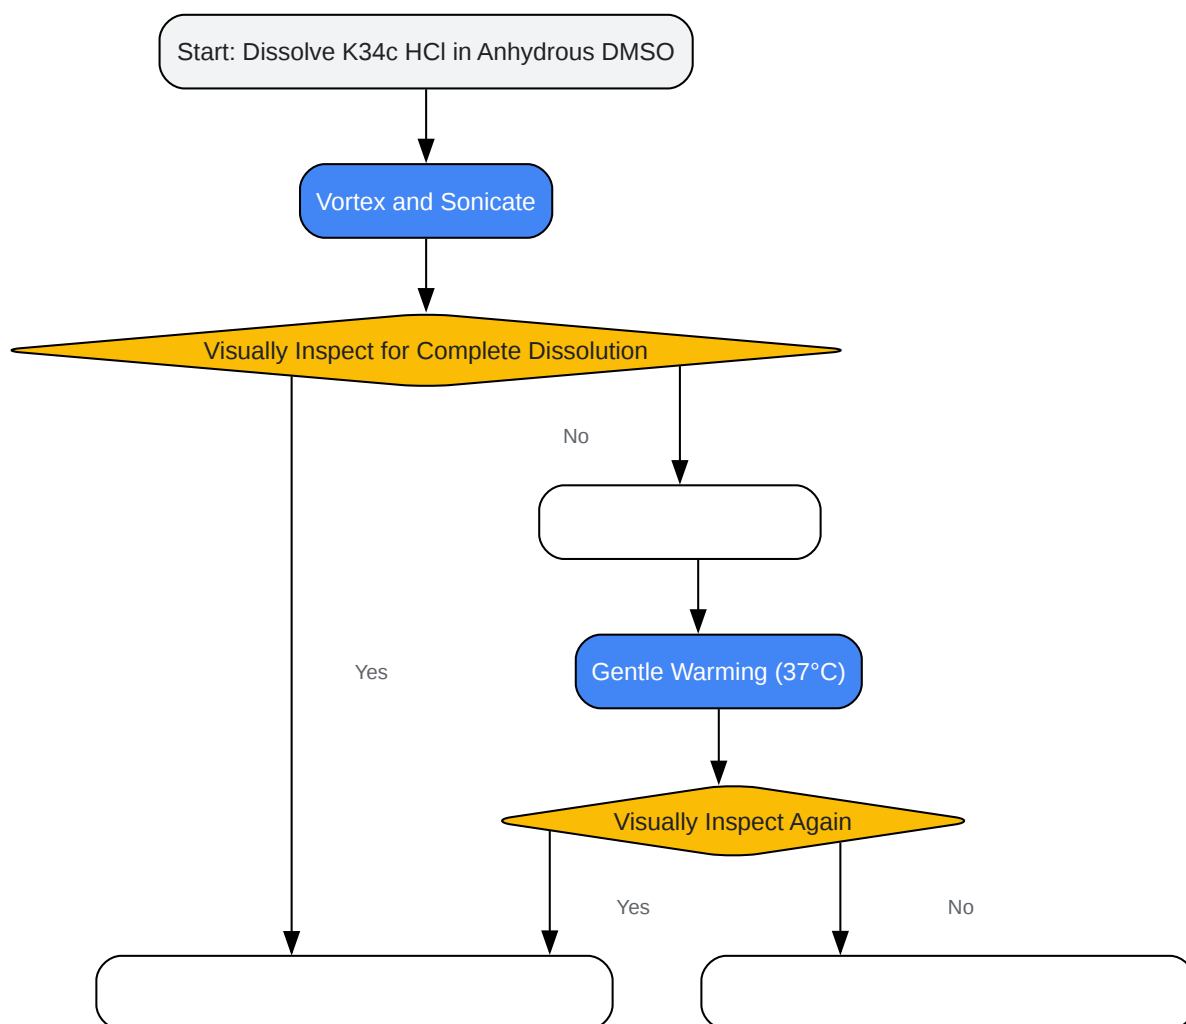 Start: Dissolve K34c HCl in Anhydrous DMSO
Vortex and Sonicate
Visually Inspect for Complete Dissolution
No
Yes
Gentle Warming (37°C)
Visually Inspect Again
Yes
No